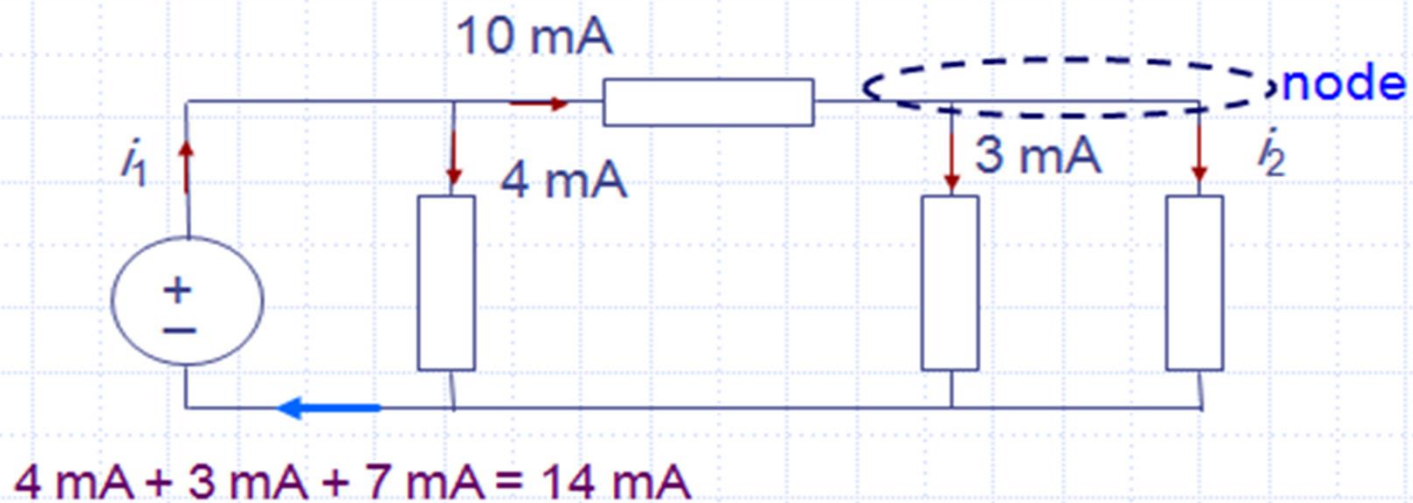 10 mA
node
i1
4 mA
3 mA
i2
+
−
4 mA + 3 mA + 7 mA = 14 mA